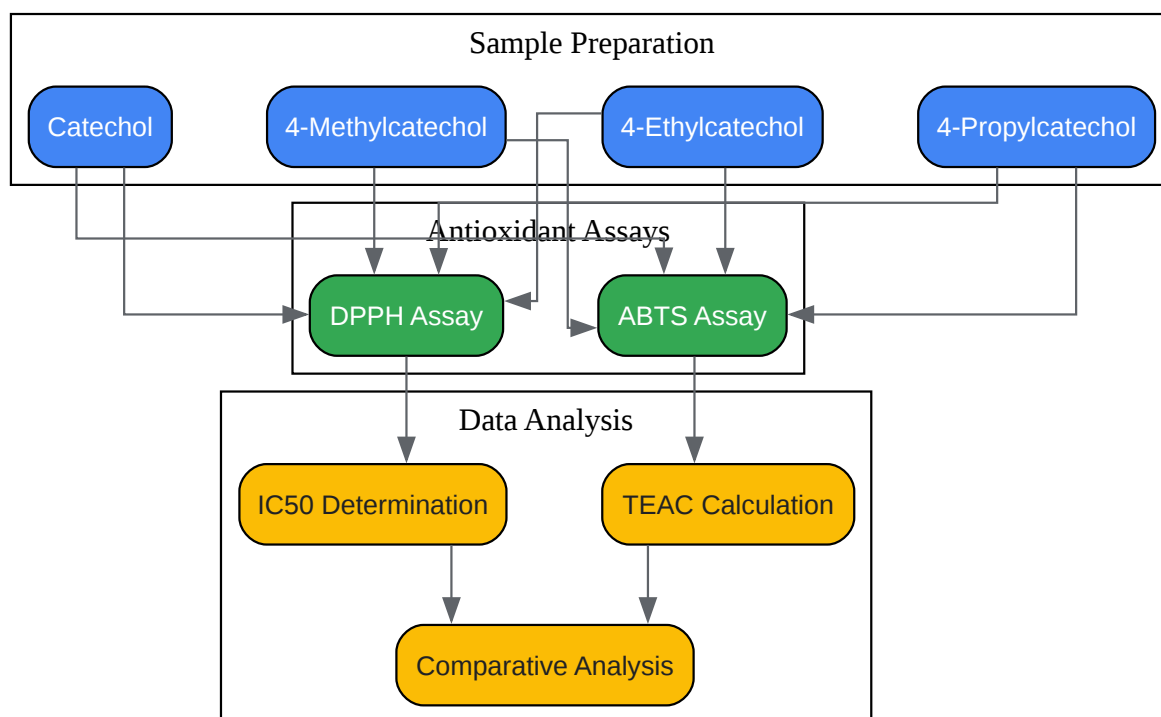 Sample Preparation
Catechol
4-Methylcatechol
4-Ethylcatechol
4-Propylcatechol
Antioxidant Assays
DPPH Assay
ABTS Assay
Data Analysis
IC50 Determination
TEAC Calculation
Comparative Analysis